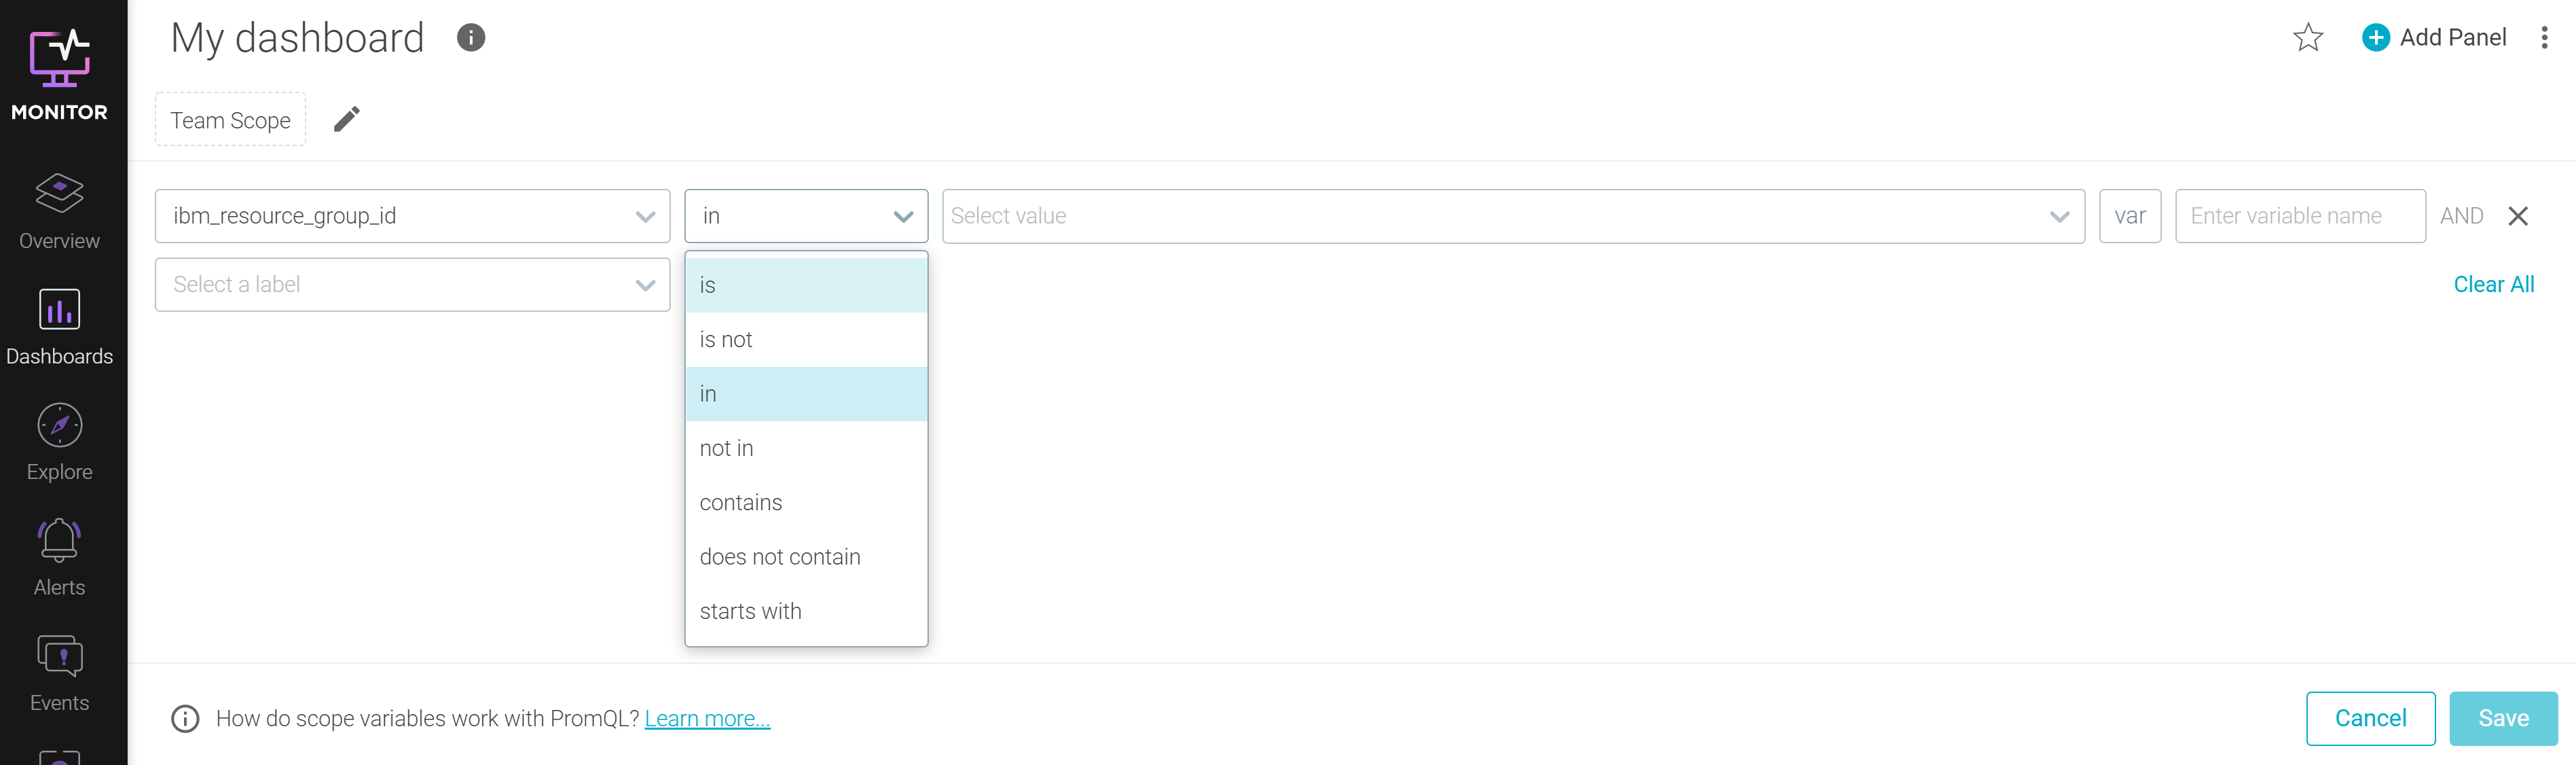 MONITOR
Overview
Dashboards
Explore
Alerts
Events
My dashboard
Add Panel
Team Scope
ibm_resource_group_id
in
Select value
var
Enter variable name
AND
Select a label
is
is not
in
not in
contains
does not contain
starts with
Clear All
How do scope variables work with PromQL? Learn more...
Cancel
Save